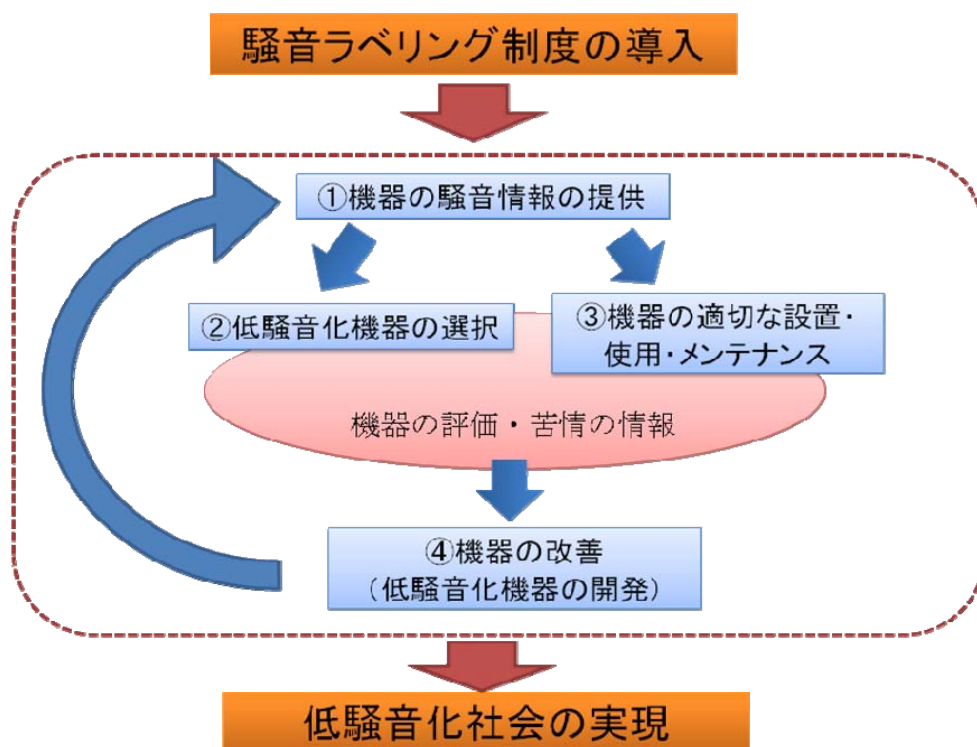 騒音ラベリング制度の導入
①機器の騒音情報の提供
②低騒音化機器の選択
③機器の適切な設置・
使用・メンテナンス
機器の評価・苦情の情報
④機器の改善
（低騒音化機器の開発）
低騒音化社会の実現